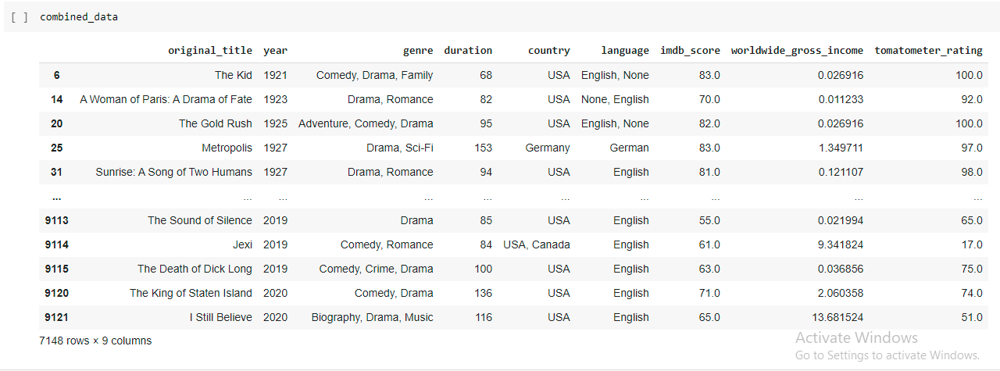 [ ] combined_data
original_title year genre duration country language imdb_score worldwide_gross_income tomatometer_rating
6 The Kid 1921 Comedy, Drama, Family 68 USA English, None 83.0 0.026916 100.0
14 A Woman of Paris: A Drama of Fate 1923 Drama, Romance 82 USA None, English 70.0 0.011233 92.0
20 The Gold Rush 1925 Adventure, Comedy, Drama 95 USA English, None 82.0 0.026916 100.0
25 Metropolis 1927 Drama, Sci-Fi 153 Germany German 83.0 1.349711 97.0
31 Sunrise: A Song of Two Humans 1927 Drama, Romance 94 USA English 81.0 0.121107 98.0
... ... ... ... ... ... ... ... ... ...
9113 The Sound of Silence 2019 Drama 85 USA English 55.0 0.021994 65.0
9114 Jexi 2019 Comedy, Romance 84 USA, Canada English 61.0 9.341824 17.0
9115 The Death of Dick Long 2019 Comedy, Crime, Drama 100 USA English 63.0 0.036856 75.0
9120 The King of Staten Island 2020 Comedy, Drama 136 USA English 71.0 2.060358 74.0
9121 I Still Believe 2020 Biography, Drama, Music 116 USA English 65.0 13.681524 51.0
7148 rows × 9 columns
Activate Windows
Go to Settings to activate Windows.